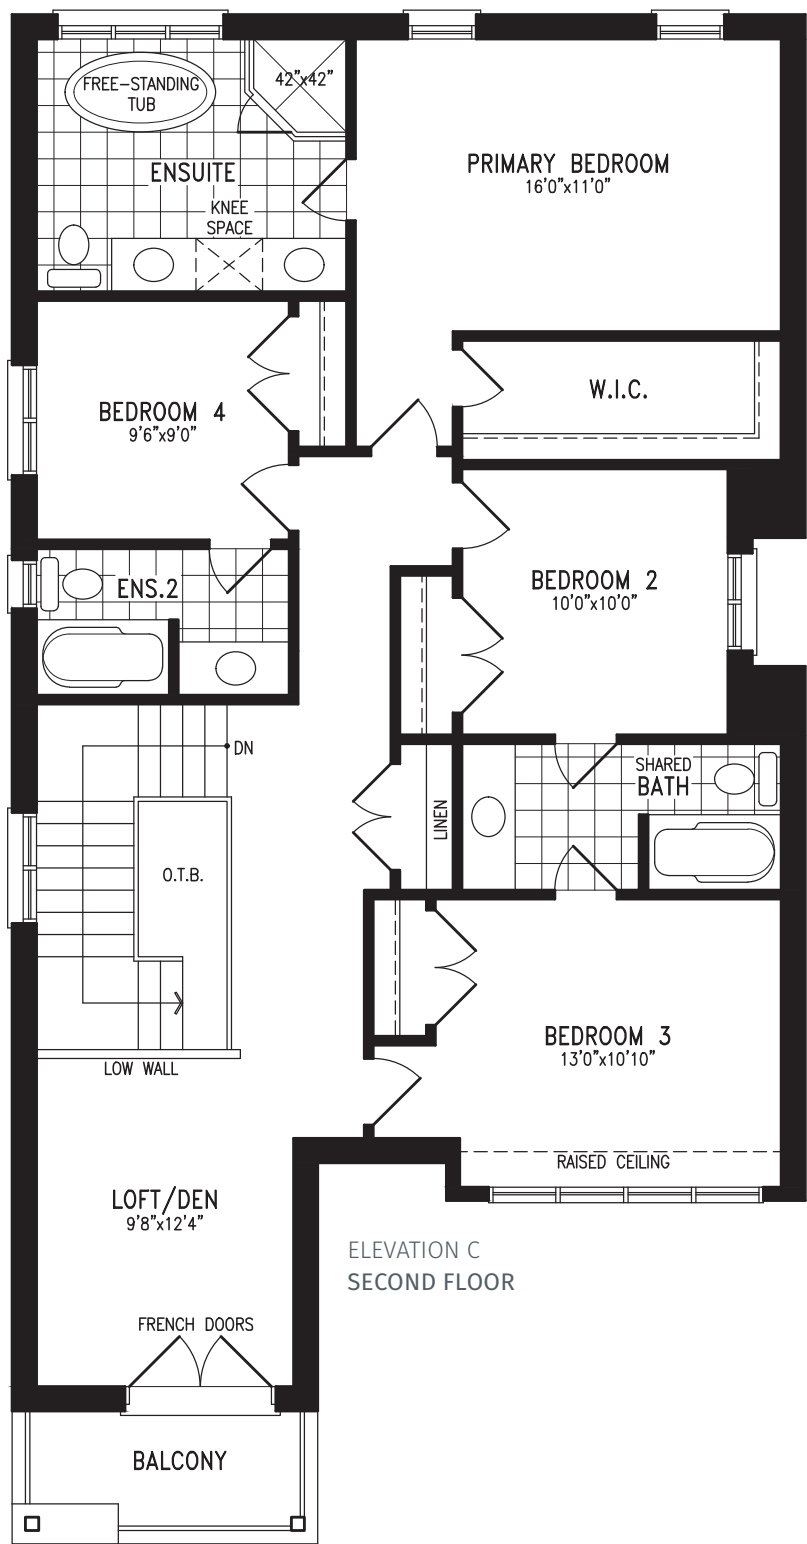 FREE-STANDING
TUB
42"x42"
ENSUITE
KNEE
SPACE
PRIMARY BEDROOM
16'0"x11'0"
W.I.C.
BEDROOM 4
9'6"x9'0"
ENS.2
BEDROOM 2
10'0"x10'0"
DN
SHARED
BATH
LINEN
O.T.B.
BEDROOM 3
13'0"x10'10"
LOW WALL
RAISED CEILING
LOFT/DEN
9'8"x12'4"
ELEVATION C
SECOND FLOOR
FRENCH DOORS
BALCONY